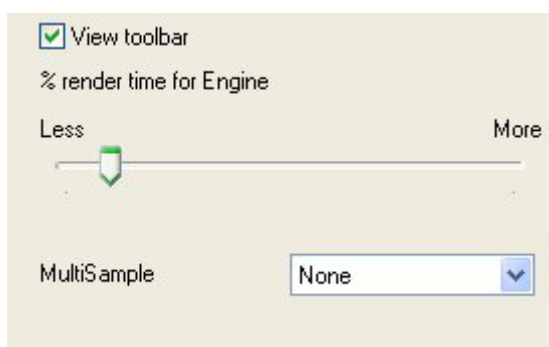 View toolbar
% render time for Engine
Less More
MultiSample None